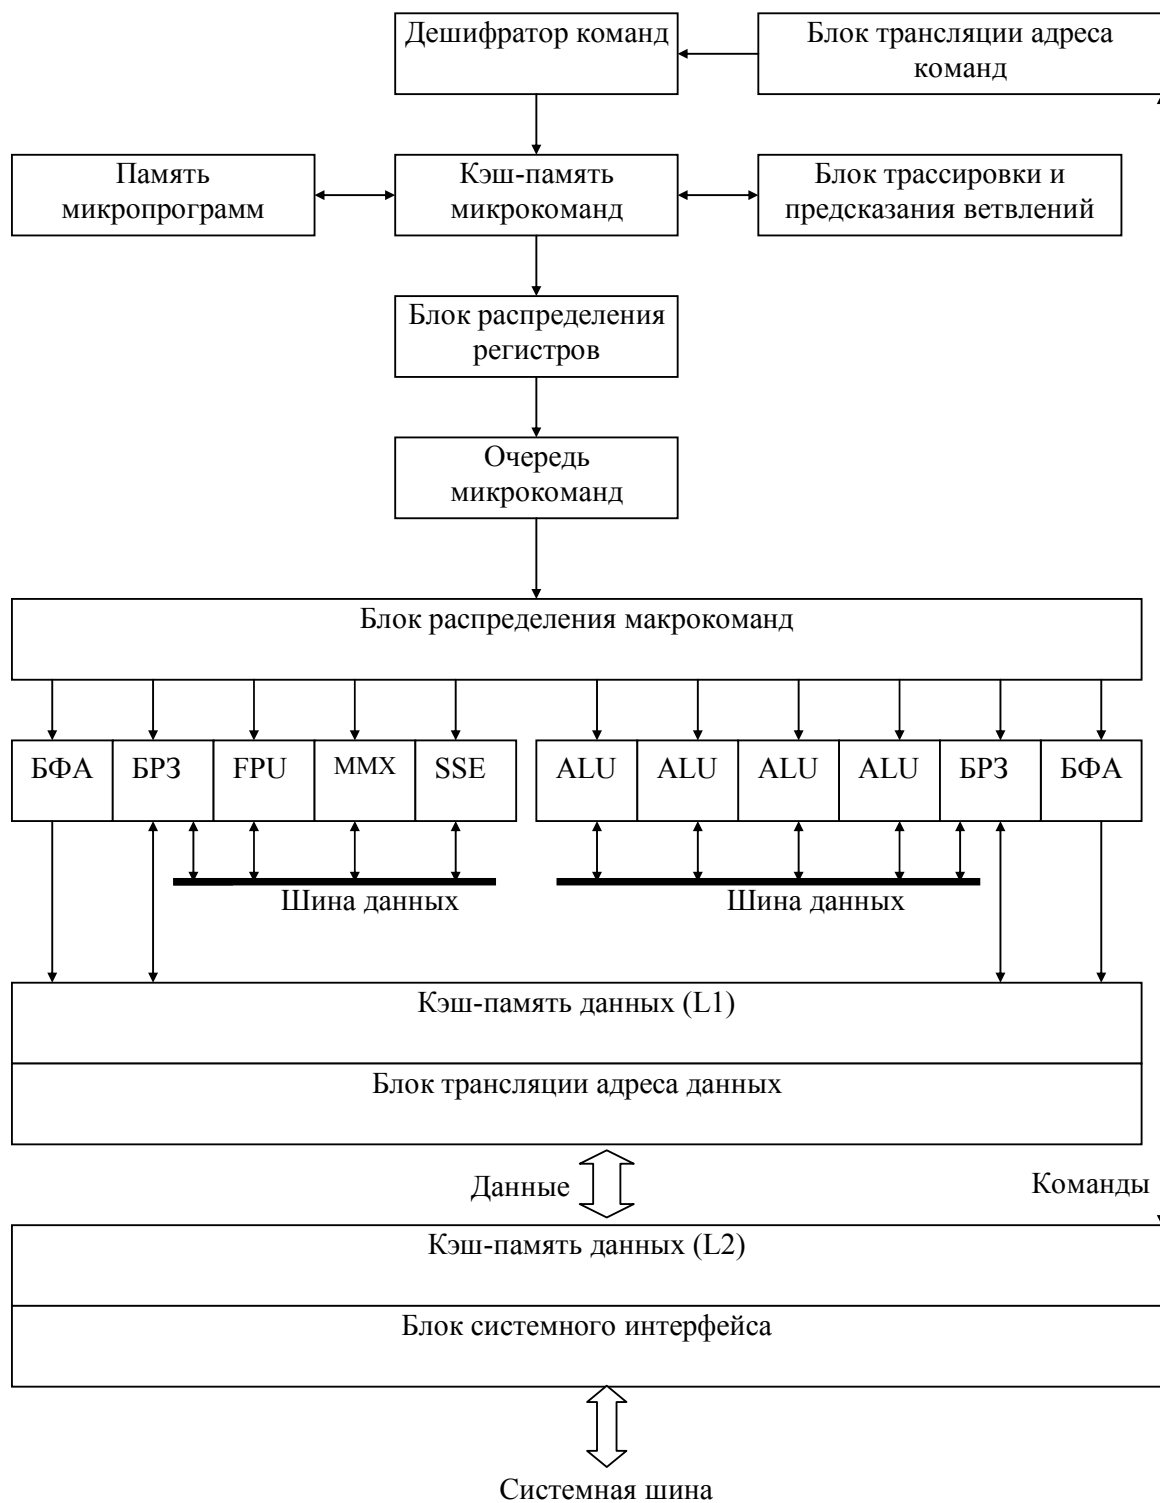 Дешифратор команд
Блок трансляции адреса
команд
Память
микропрограмм
Кэш-память
микрокоманд
Блок трассировки и
предсказания ветвлений
Блок распределения
регистров
Очередь
микрокоманд
Блок распределения макрокоманд
БФА БРЗ FPU MMX SSE ALU ALU ALU ALU БРЗ БФА
Шина данных Шина данных
Кэш-память данных (L1)
Блок трансляции адреса данных
Данные Команды
Кэш-память данных (L2)
Блок системного интерфейса
Системная шина